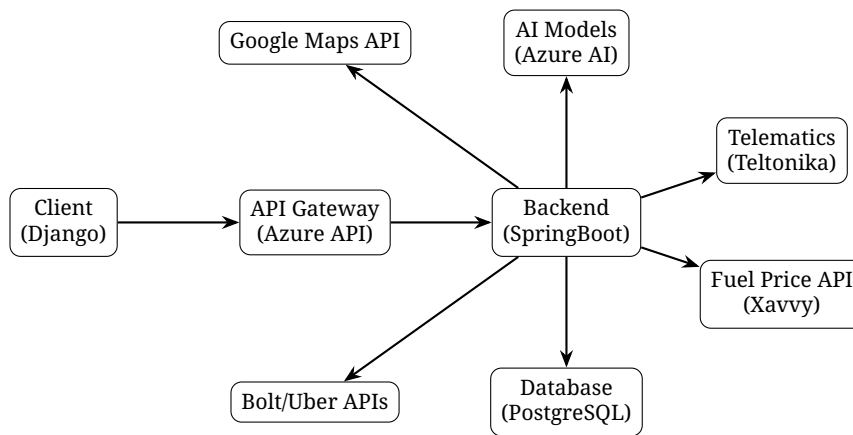 Google Maps API
AI Models
(Azure AI)
Telematics
(Teltonika)
Client
(Django)
API Gateway
(Azure API)
Backend
(SpringBoot)
Fuel Price API
(Xavvy)
Bolt/Uber APIs
Database
(PostgreSQL)